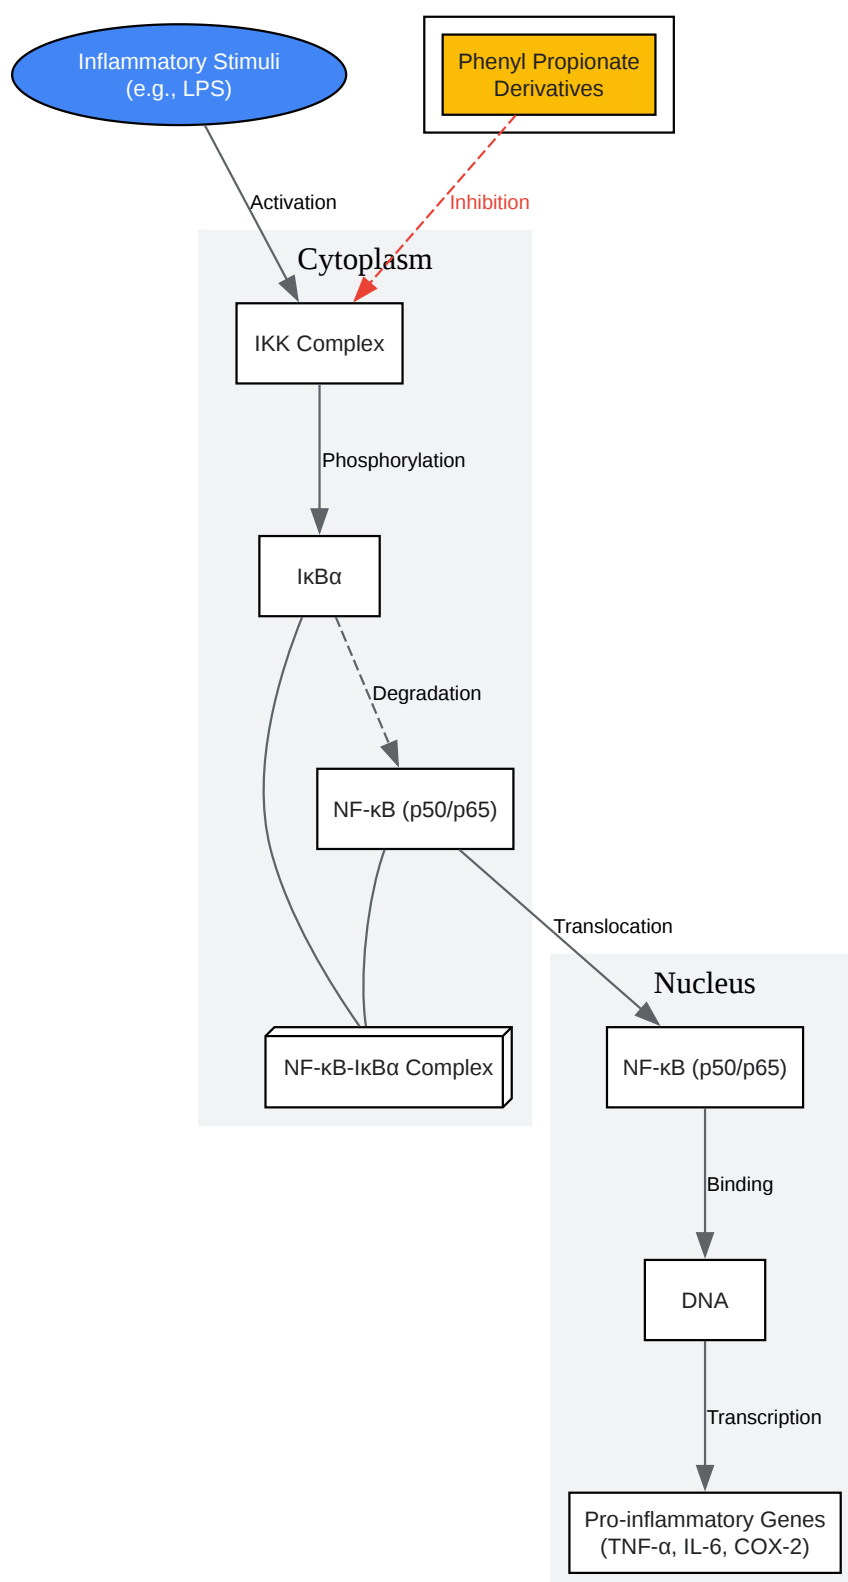 Inflammatory Stimuli
(e.g., LPS)
Phenyl Propionate
Derivatives
Activation
Inhibition
Cytoplasm
IKK Complex
Phosphorylation
IκBα
Degradation
NF-κB (p50/p65)
Translocation
Nucleus
NF-κB-IκBα Complex
NF-κB (p50/p65)
Binding
DNA
Transcription
Pro-inflammatory Genes
(TNF-α, IL-6, COX-2)